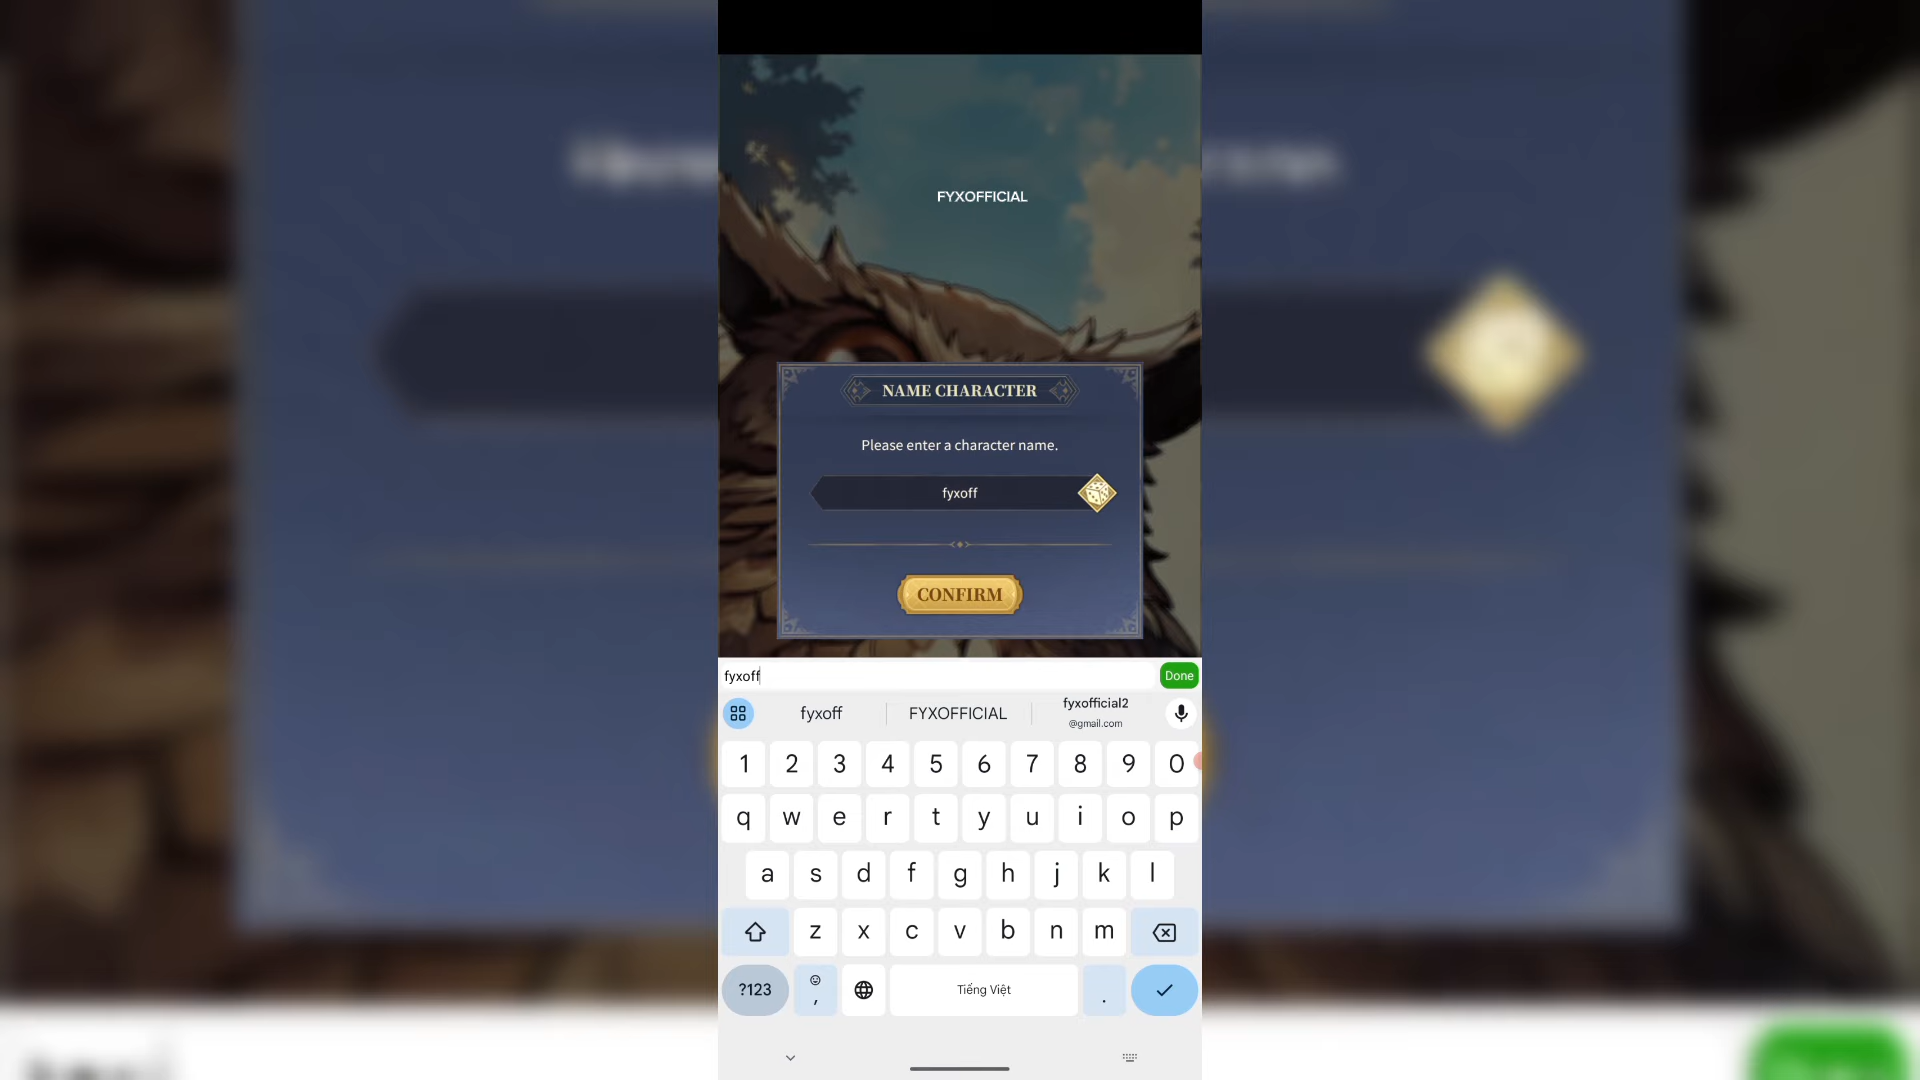 FYXOFFICIAL
NAME CHARACTER
Please enter a character name.
fyxoff
CONFIRM
fyxoff
Done
fyxoff
FYXOFFICIAL
fyxofficial2
@gmail.com
1 2 3 4 5 6 7 8 9 0
q w e r t y u i o p
a s d f g h j k l
z x c v b n m
?123 , Tiếng Việt .